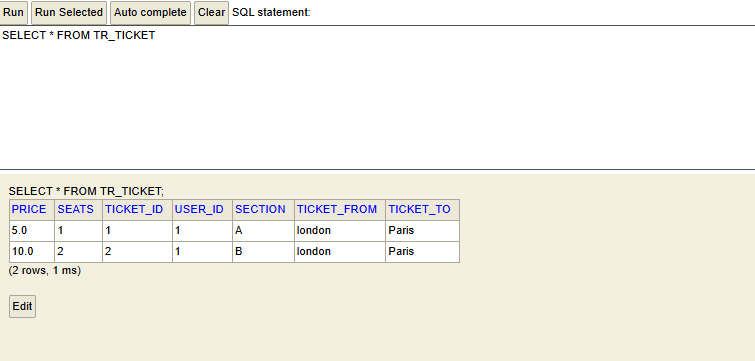 Run Run Selected Auto complete Clear SQL statement:
SELECT * FROM TR_TICKET
SELECT * FROM TR_TICKET;
PRICE SEATS TICKET_ID USER_ID SECTION TICKET_FROM TICKET_TO
5.0 1 1 1 A london Paris
10.0 2 2 1 B london Paris
(2 rows, 1 ms)
Edit